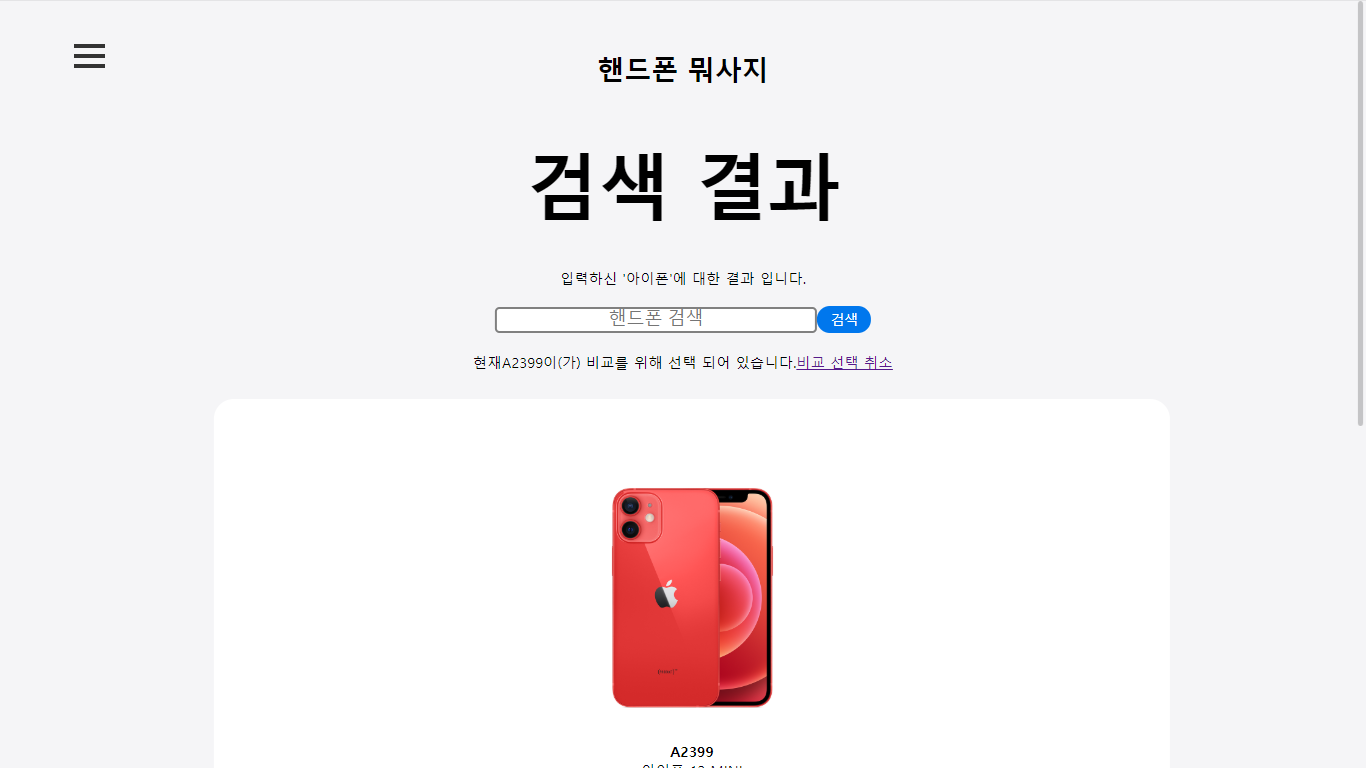 핸드폰 뭐사지
검색 결과
입력하신 '아이폰'에 대한 결과 입니다.
핸드폰 검색 검색
현재A2399이(가) 비교를 위해 선택 되어 있습니다.비교 선택 취소
A2399